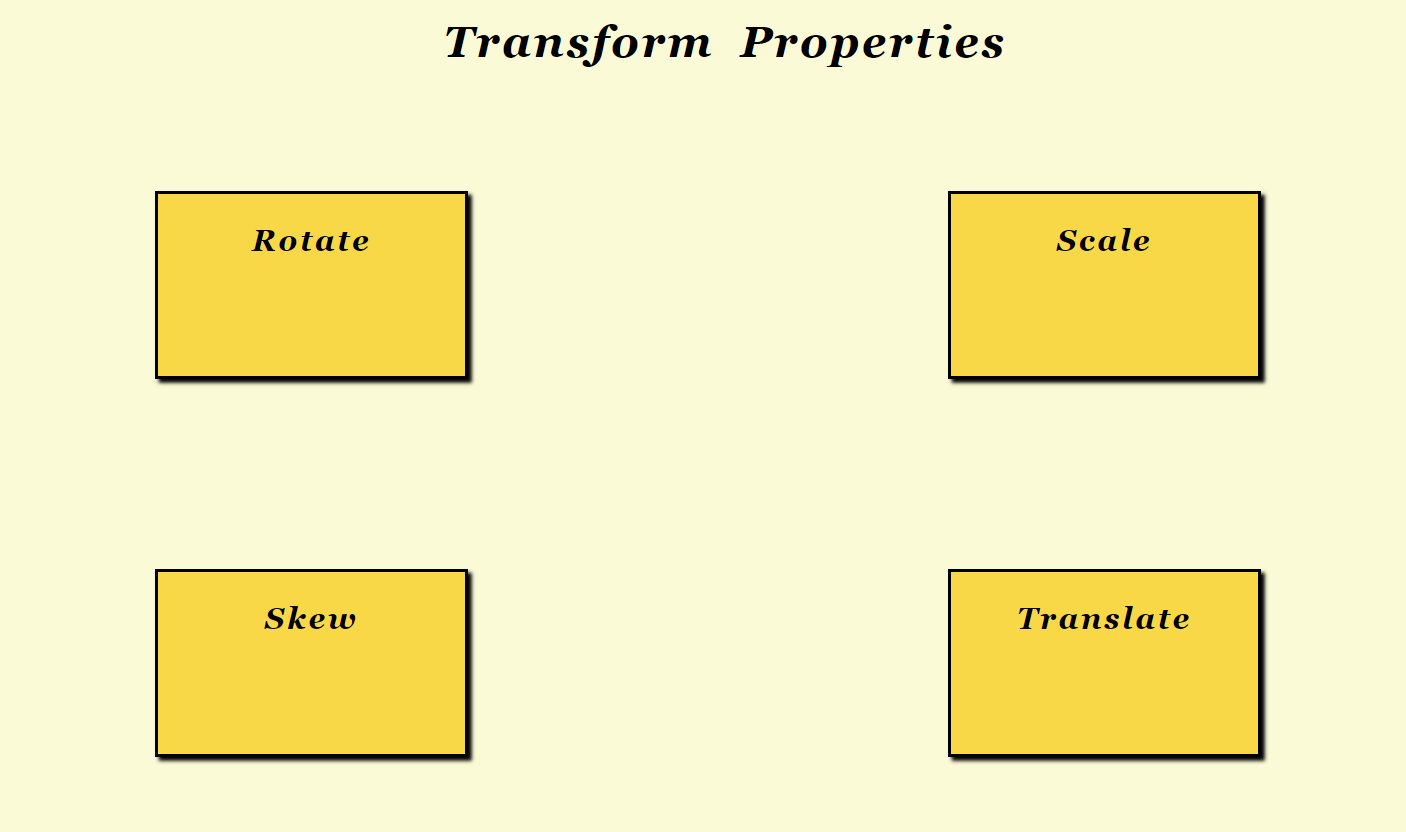 Transform Properties
Rotate
Scale
Skew
Translate